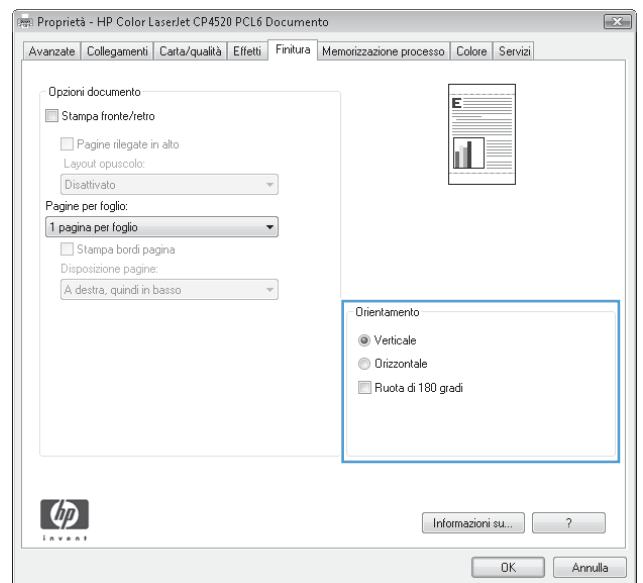 Proprietà - HP Color LaserJet CP4520 PCL6 Documento
Avanzate Collegamenti Carta/qualità Effetti Finitura Memorizzazione processo Colore Servizi
Opzioni documento
Stampa fronte/retro
Pagine rilegate in alto
Layout opuscolo:
Disattivato
Pagine per foglio:
1 pagina per foglio
Stampa bordi pagina
Disposizione pagine:
A destra, quindi in basso
E
Orientamento
Verticale
Orizzontale
Ruota di 180 gradi
hp
invent
Informazioni su... ?
OK Annulla